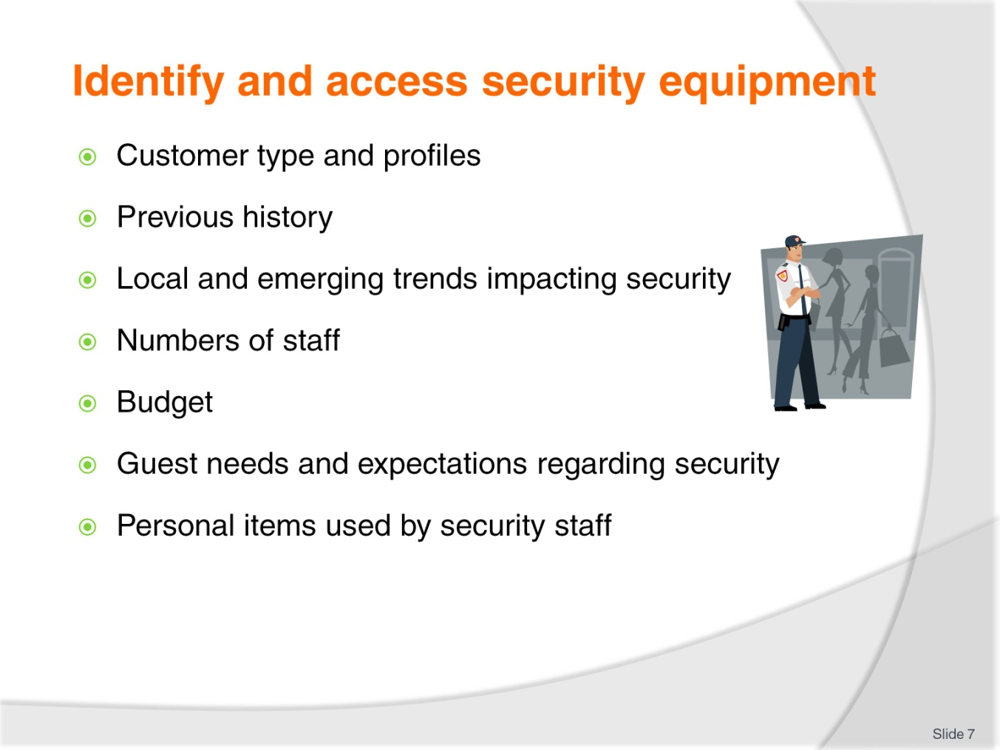 Identify and access security equipment
Customer type and profiles
Previous history
Local and emerging trends impacting security
Numbers of staff
Budget
Guest needs and expectations regarding security
Personal items used by security staff
Slide 7